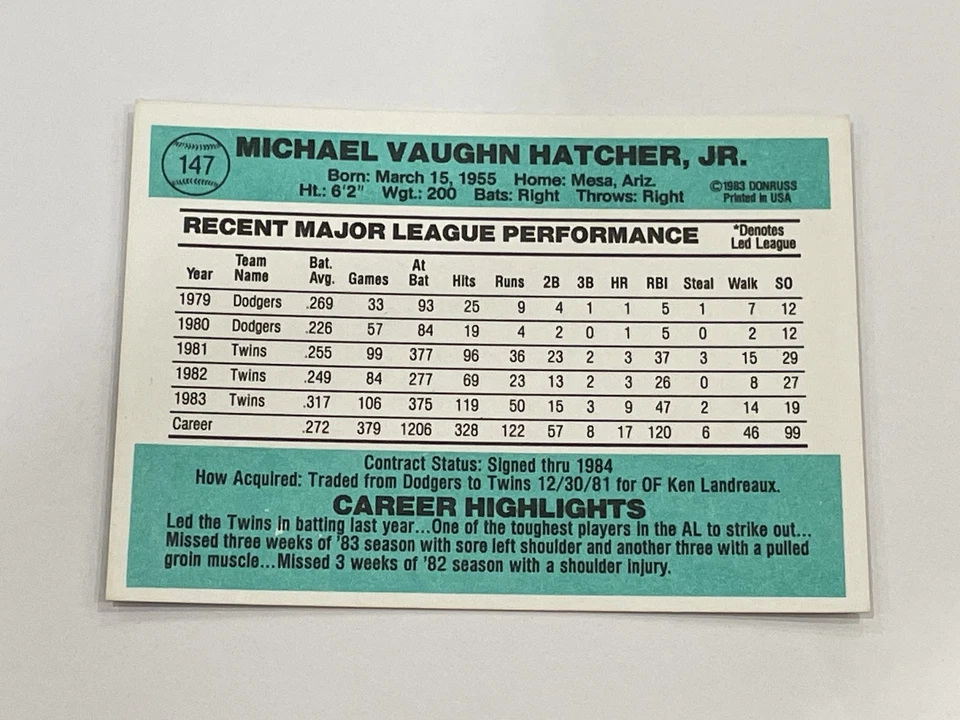 147
MICHAEL VAUGHN HATCHER, JR.
Born: March 15, 1955 Home: Mesa, Ariz.
Ht.: 6'2" Wgt.: 200 Bats: Right Throws: Right
©1983 DONRUSS
Printed in USA
RECENT MAJOR LEAGUE PERFORMANCE
*Denotes
Led League
Year Team Name Bat. Avg. Games At Bat Hits Runs 2B 3B HR RBI Steal Walk SO
1979 Dodgers .269 33 93 25 9 4 1 1 5 1 7 12
1980 Dodgers .226 57 84 19 4 2 0 1 5 0 2 12
1981 Twins .255 99 377 96 36 23 2 3 37 3 15 29
1982 Twins .249 84 277 69 23 13 2 3 26 0 8 27
1983 Twins .317 106 375 119 50 15 3 9 47 2 14 19
Career .272 379 1206 328 122 57 8 17 120 6 46 99
Contract Status: Signed thru 1984
How Acquired: Traded from Dodgers to Twins 12/30/81 for OF Ken Landreaux.
CAREER HIGHLIGHTS
Led the Twins in batting last year...One of the toughest players in the AL to strike out...
Missed three weeks of '83 season with sore left shoulder and another three with a pulled
groin muscle...Missed 3 weeks of '82 season with a shoulder injury.